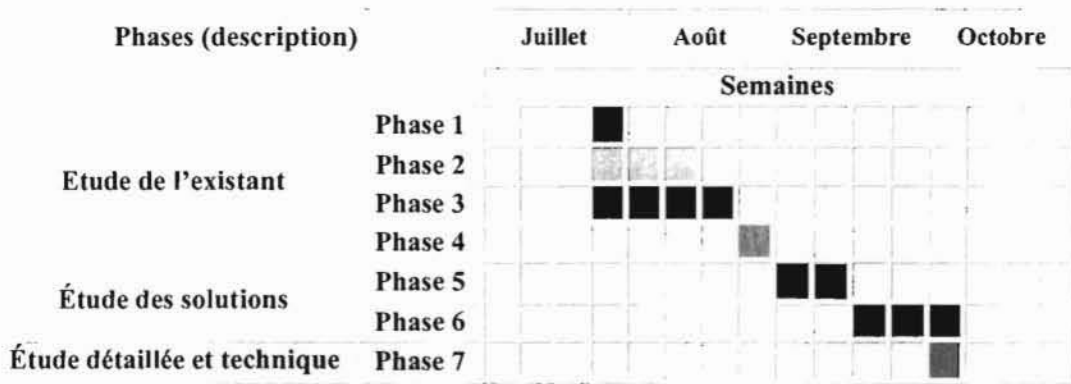 Phases (description) Juillet Août Septembre Octobre
Semaines
Phase 1
Phase 2
Etude de l'existant
Phase 3
Phase 4
Phase 5
Étude des solutions
Phase 6
Étude détaillée et technique Phase 7